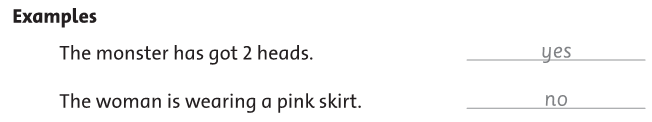 Examples
The monster has got 2 heads. yes
The woman is wearing a pink skirt. no